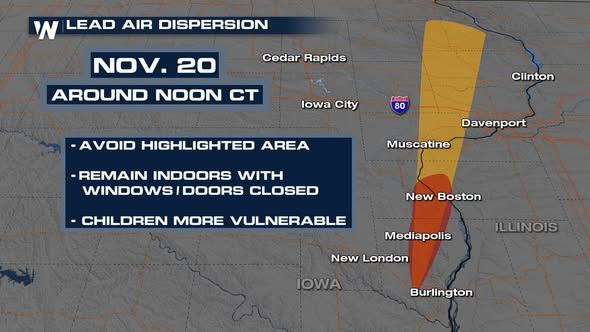 W LEAD AIR DISPERSION
NOV. 20
AROUND NOON CT
- AVOID HIGHLIGHTED AREA
- REMAIN INDOORS WITH
WINDOWS/DOORS CLOSED
- CHILDREN MORE VULNERABLE
Cedar Rapids
Clinton
Iowa City
80
Davenport
Muscatine
New Boston
ILLINOIS
Mediapolis
New London
IOWA
Burlington